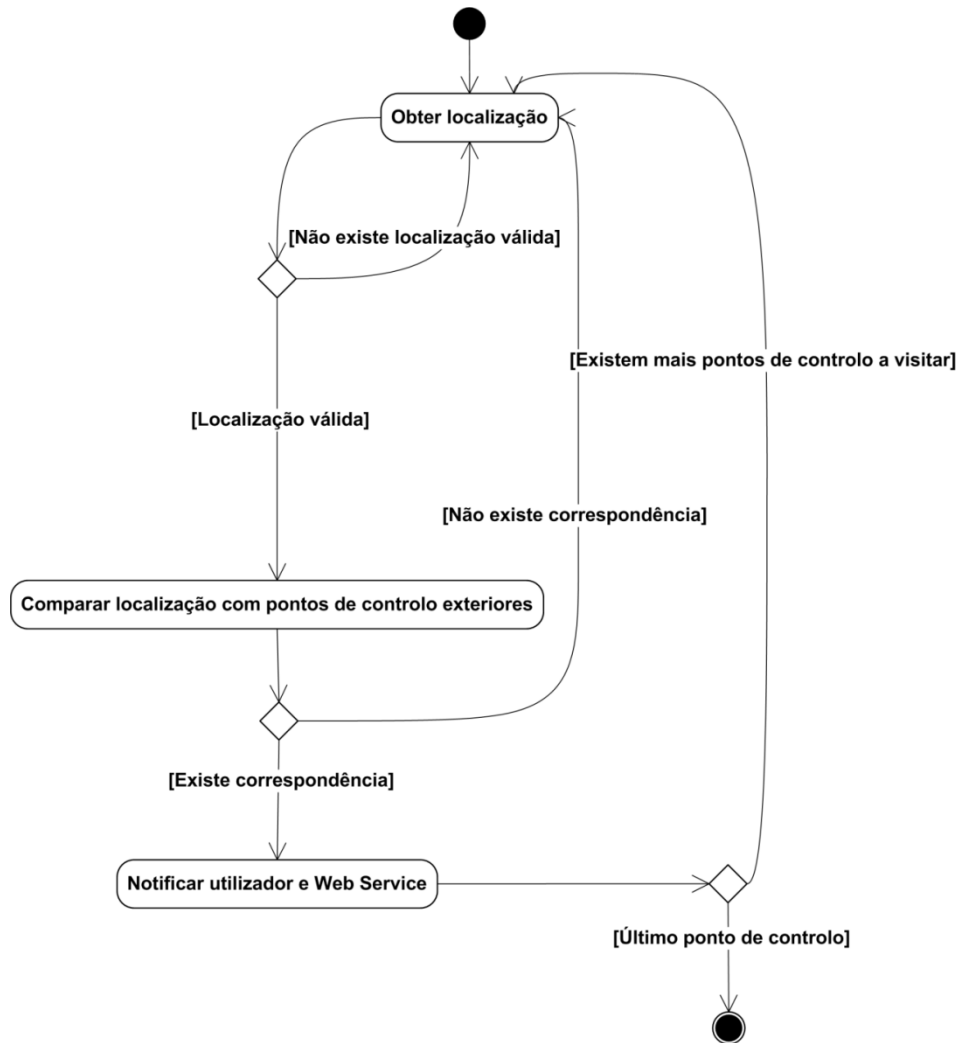 Obter localização
[Não existe localização válida]
[Existem mais pontos de controlo a visitar]
[Localização válida]
[Não existe correspondência]
Comparar localização com pontos de controlo exteriores
[Existe correspondência]
Notificar utilizador e Web Service
[Último ponto de controlo]